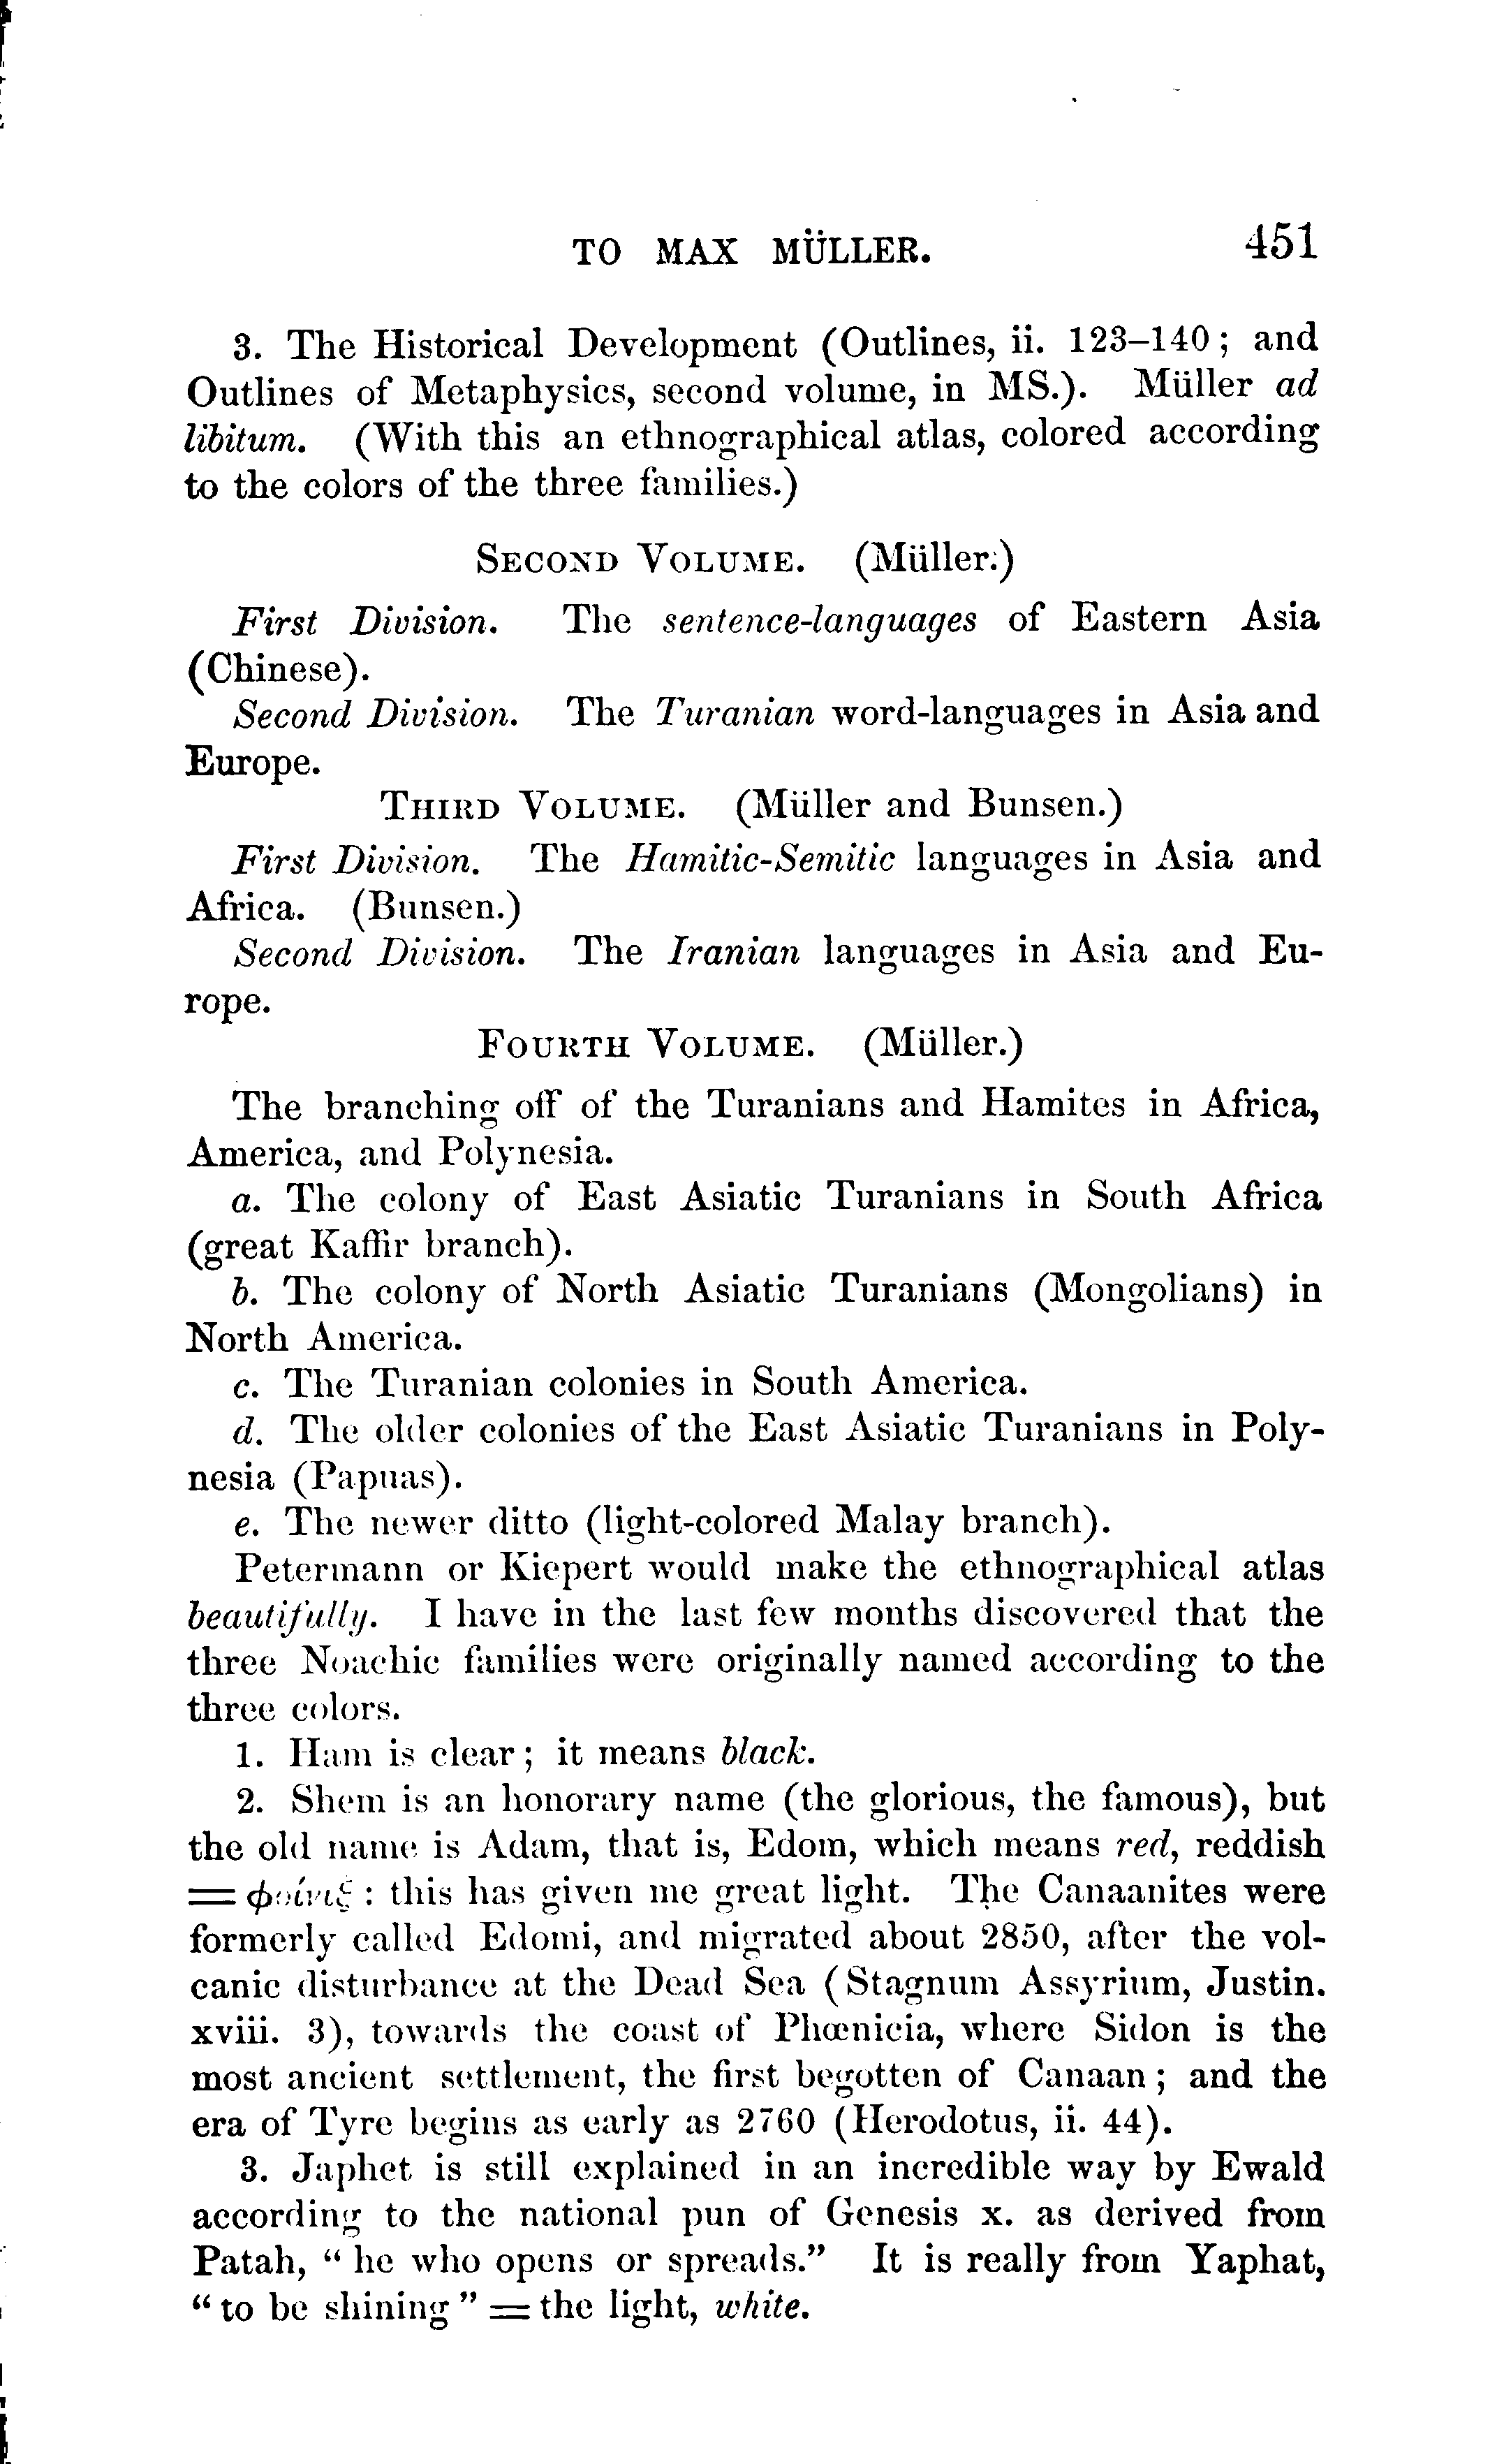 TO MAX MÜLLER. 451
3. The Historical Development (Outlines, ii. 123–140; and
Outlines of Metaphysics, second volume, in MS.). Müller ad
libitum. (With this an ethnographical atlas, colored according
to the colors of the three families.)
SECOND VOLUME. (Müller.)
First Division. The sentence-languages of Eastern Asia
(Chinese).
Second Division. The Turanian word-languages in Asia and
Europe.
THIRD VOLUME. (Müller and Bunsen.)
First Division. The Hamitic-Semitic languages in Asia and
Africa. (Bunsen.)
Second Division. The Iranian languages in Asia and Eu-
rope.
FOURTH VOLUME. (Müller.)
The branching off of the Turanians and Hamites in Africa,
America, and Polynesia.
a. The colony of East Asiatic Turanians in South Africa
(great Kaffir branch).
b. The colony of North Asiatic Turanians (Mongolians) in
North America.
c. The Turanian colonies in South America.
d. The older colonies of the East Asiatic Turanians in Poly-
nesia (Papuas).
e. The newer ditto (light-colored Malay branch).
Petermann or Kiepert would make the ethnographical atlas
beautifully. I have in the last few months discovered that the
three Noachic families were originally named according to the
three colors.
1. Ham is clear; it means black.
2. Shem is an honorary name (the glorious, the famous), but
the old name is Adam, that is, Edom, which means red, reddish
= φοίνιξ: this has given me great light. The Canaanites were
formerly called Edomi, and migrated about 2850, after the vol-
canic disturbance at the Dead Sea (Stagnum Assyrium, Justin.
xviii. 3), towards the coast of Phœnicia, where Sidon is the
most ancient settlement, the first begotten of Canaan; and the
era of Tyre begins as early as 2760 (Herodotus, ii. 44).
3. Japhet is still explained in an incredible way by Ewald
according to the national pun of Genesis x. as derived from
Patah, "he who opens or spreads." It is really from Yaphat,
"to be shining" = the light, white.